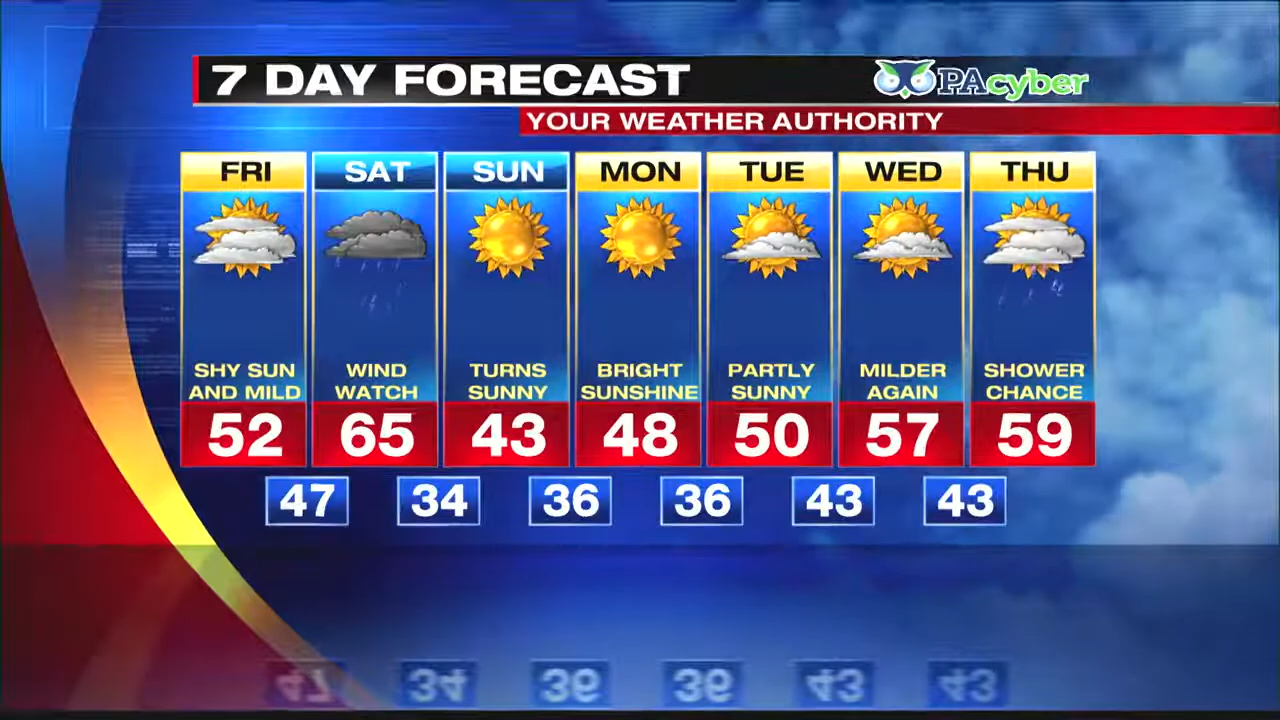 7 DAY FORECAST
PAcyber
YOUR WEATHER AUTHORITY
FRI SAT SUN MON TUE WED THU
SHY SUN AND MILD
WIND WATCH
TURNS SUNNY
BRIGHT SUNSHINE
PARTLY SUNNY
MILDER AGAIN
SHOWER CHANCE
52 65 43 48 50 57 59
47 34 36 36 43 43